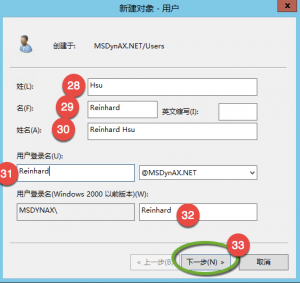 新建对象 - 用户
创建于: MSDynAX.NET/Users
姓(L): 28 Hsu
名(F): 29 Reinhard 英文缩写(I):
姓名(A): 30 Reinhard Hsu
用户登录名(U):
31 Reinhard @MSDynAX.NET
用户登录名(Windows 2000 以前版本)(W):
MSDYNAX\ Reinhard 32
33
< 上一步(B) 下一步(N) > 取消